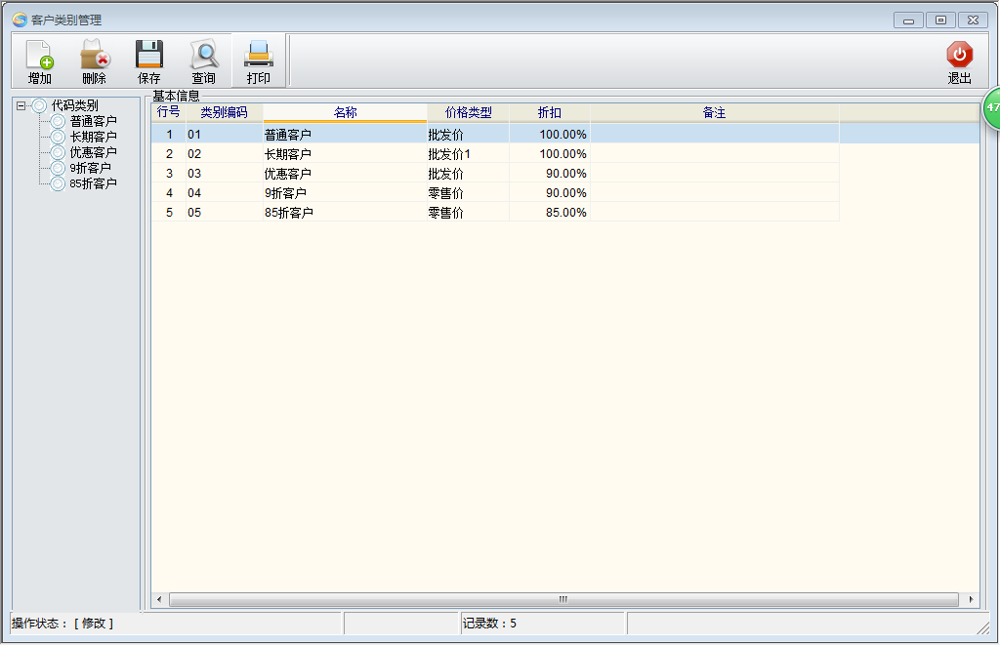 客户类别管理
增加 删除 保存 查询 打印 退出
代码类别
普通客户
长期客户
优惠客户
9折客户
85折客户
基本信息
行号 类别编码 名称 价格类型 折扣 备注
1 01 普通客户 批发价 100.00%
2 02 长期客户 批发价1 100.00%
3 03 优惠客户 批发价 90.00%
4 04 9折客户 零售价 90.00%
5 05 85折客户 零售价 85.00%
47
操作状态：[ 修改 ] 记录数：5